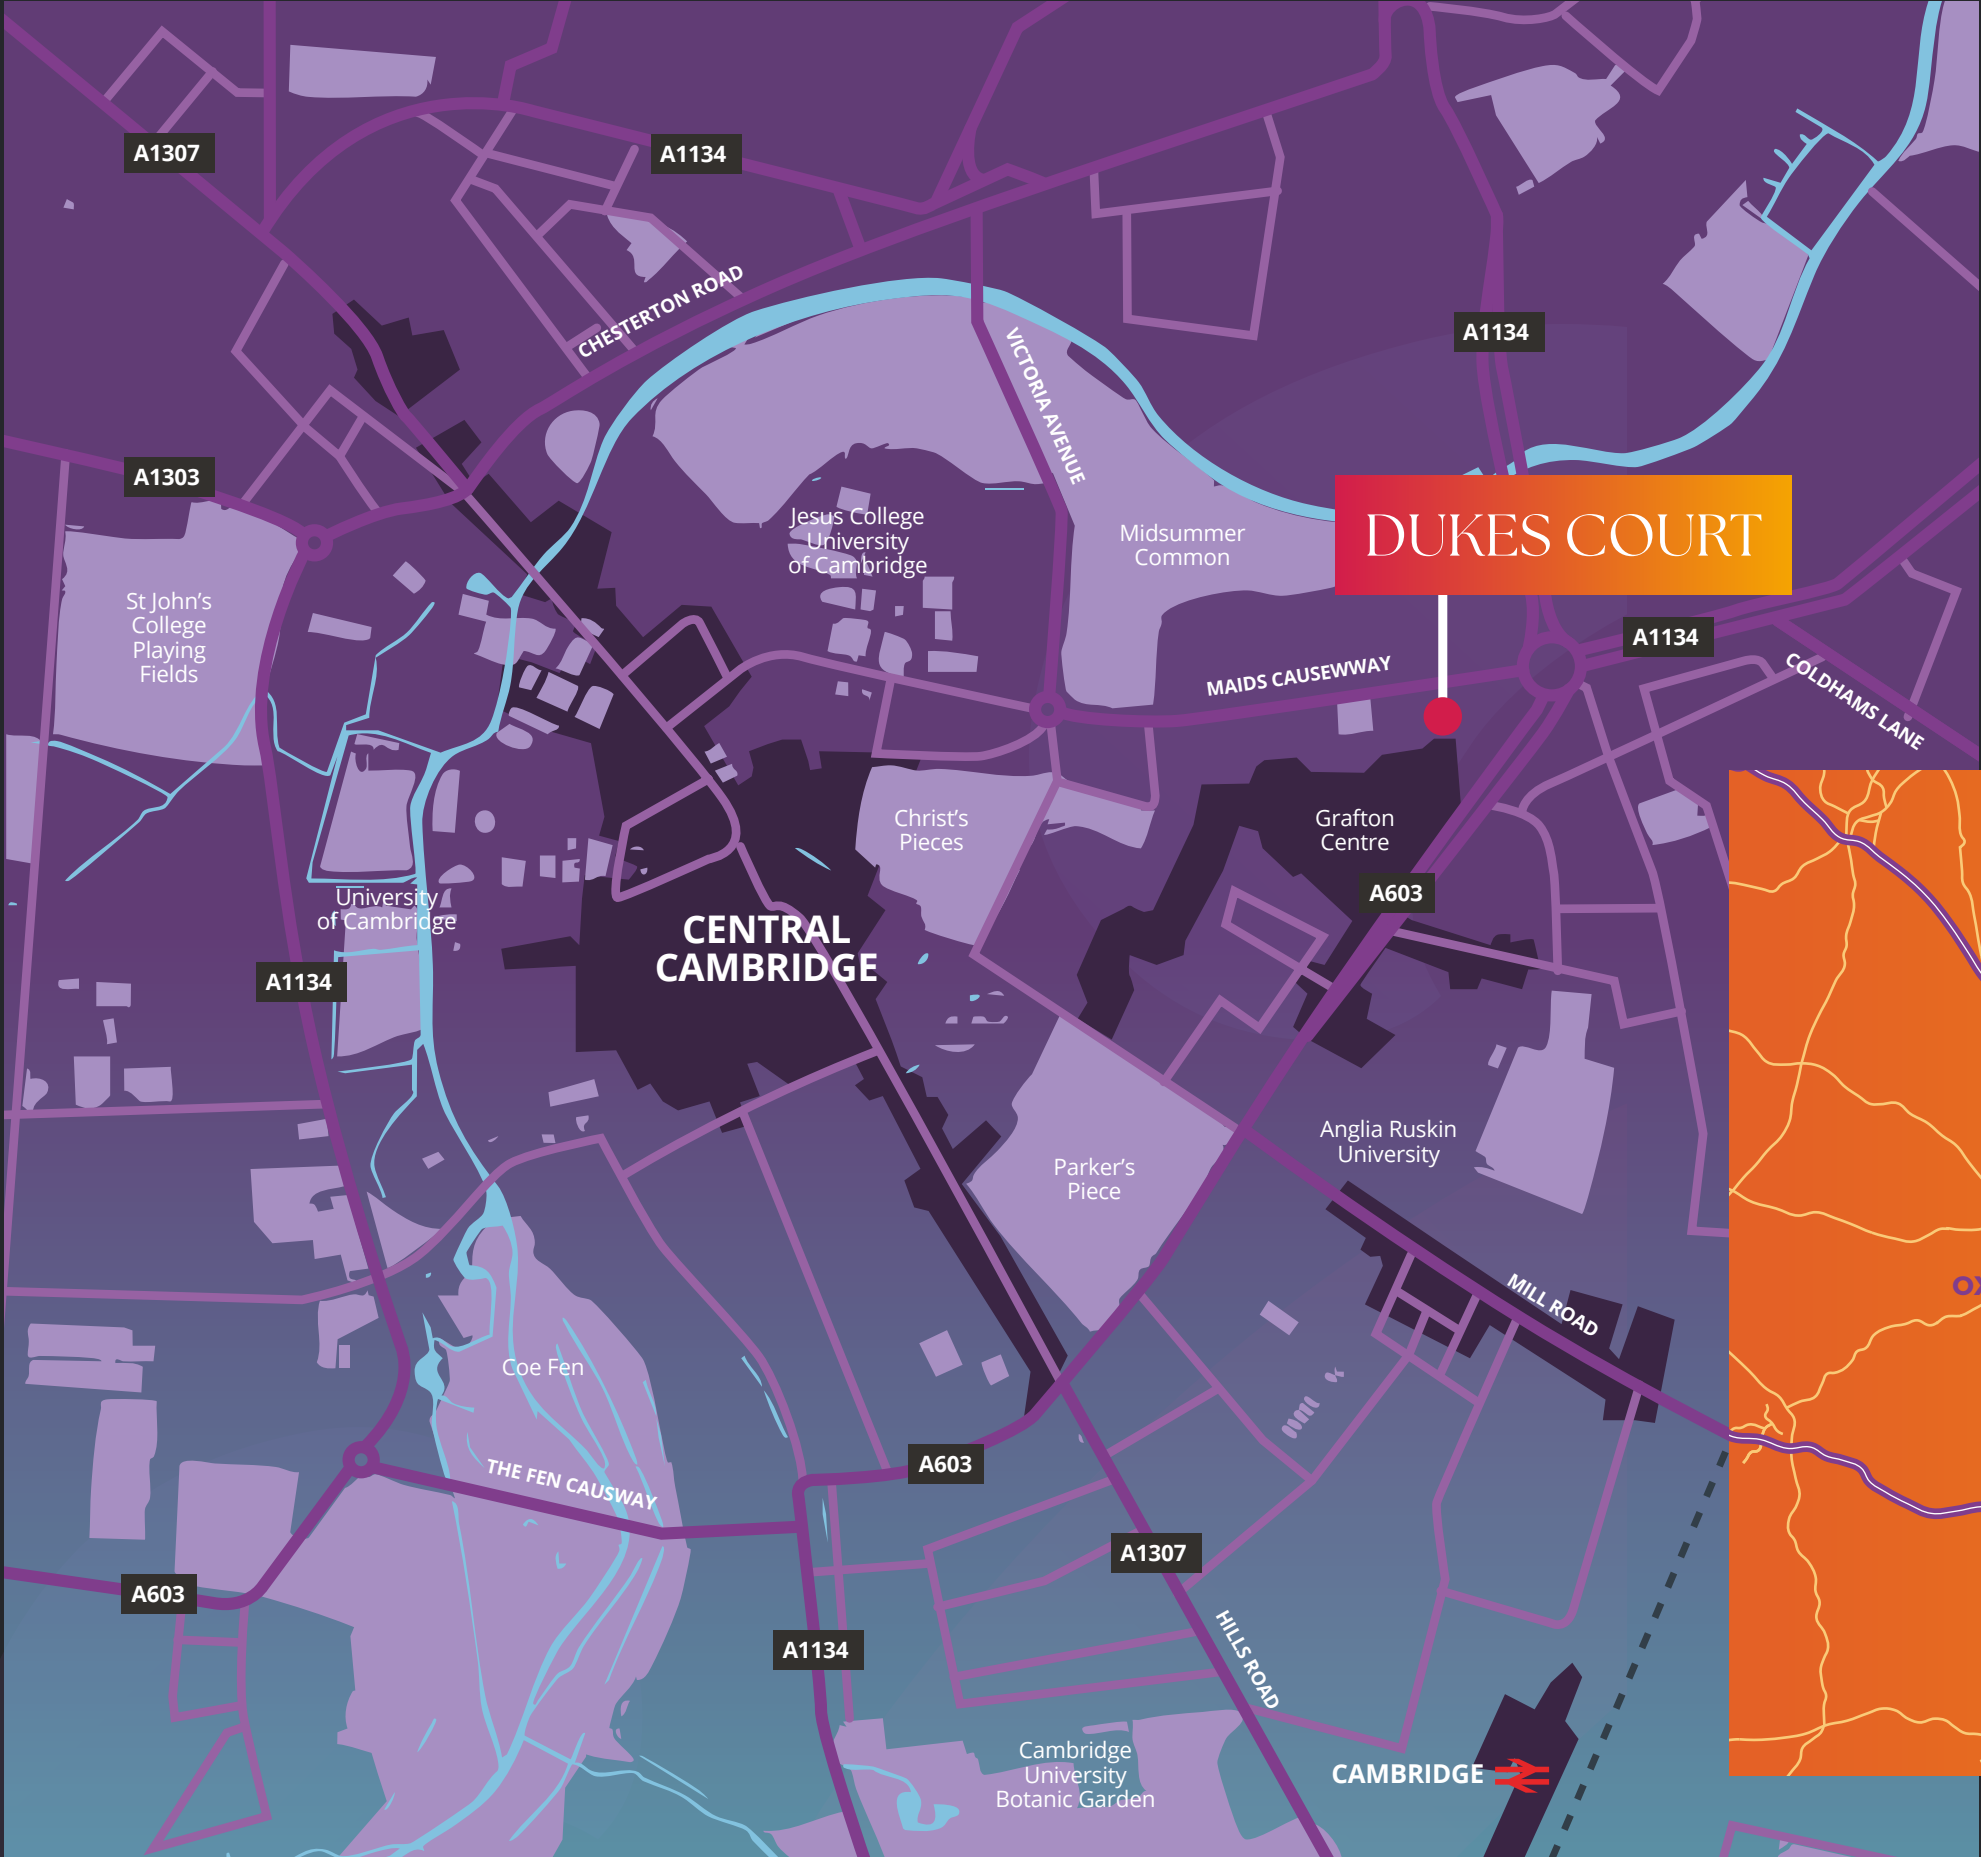 A1307
A1134
CHESTERTON ROAD
VICTORIA AVENUE
A1134
A1303
DUKES COURT
Jesus College
University
of Cambridge
Midsummer
Common
St John's
College
Playing
Fields
A1134
MAIDS CAUSEWWAY
COLDHAMS LANE
Christ's
Pieces
Grafton
Centre
A603
University
of Cambridge
CENTRAL
CAMBRIDGE
A1134
Anglia Ruskin
University
Parker's
Piece
MILL ROAD
OX
Coe Fen
THE FEN CAUSWAY
A603
A1307
A603
A1134
HILLS ROAD
Cambridge
University
Botanic Garden
CAMBRIDGE